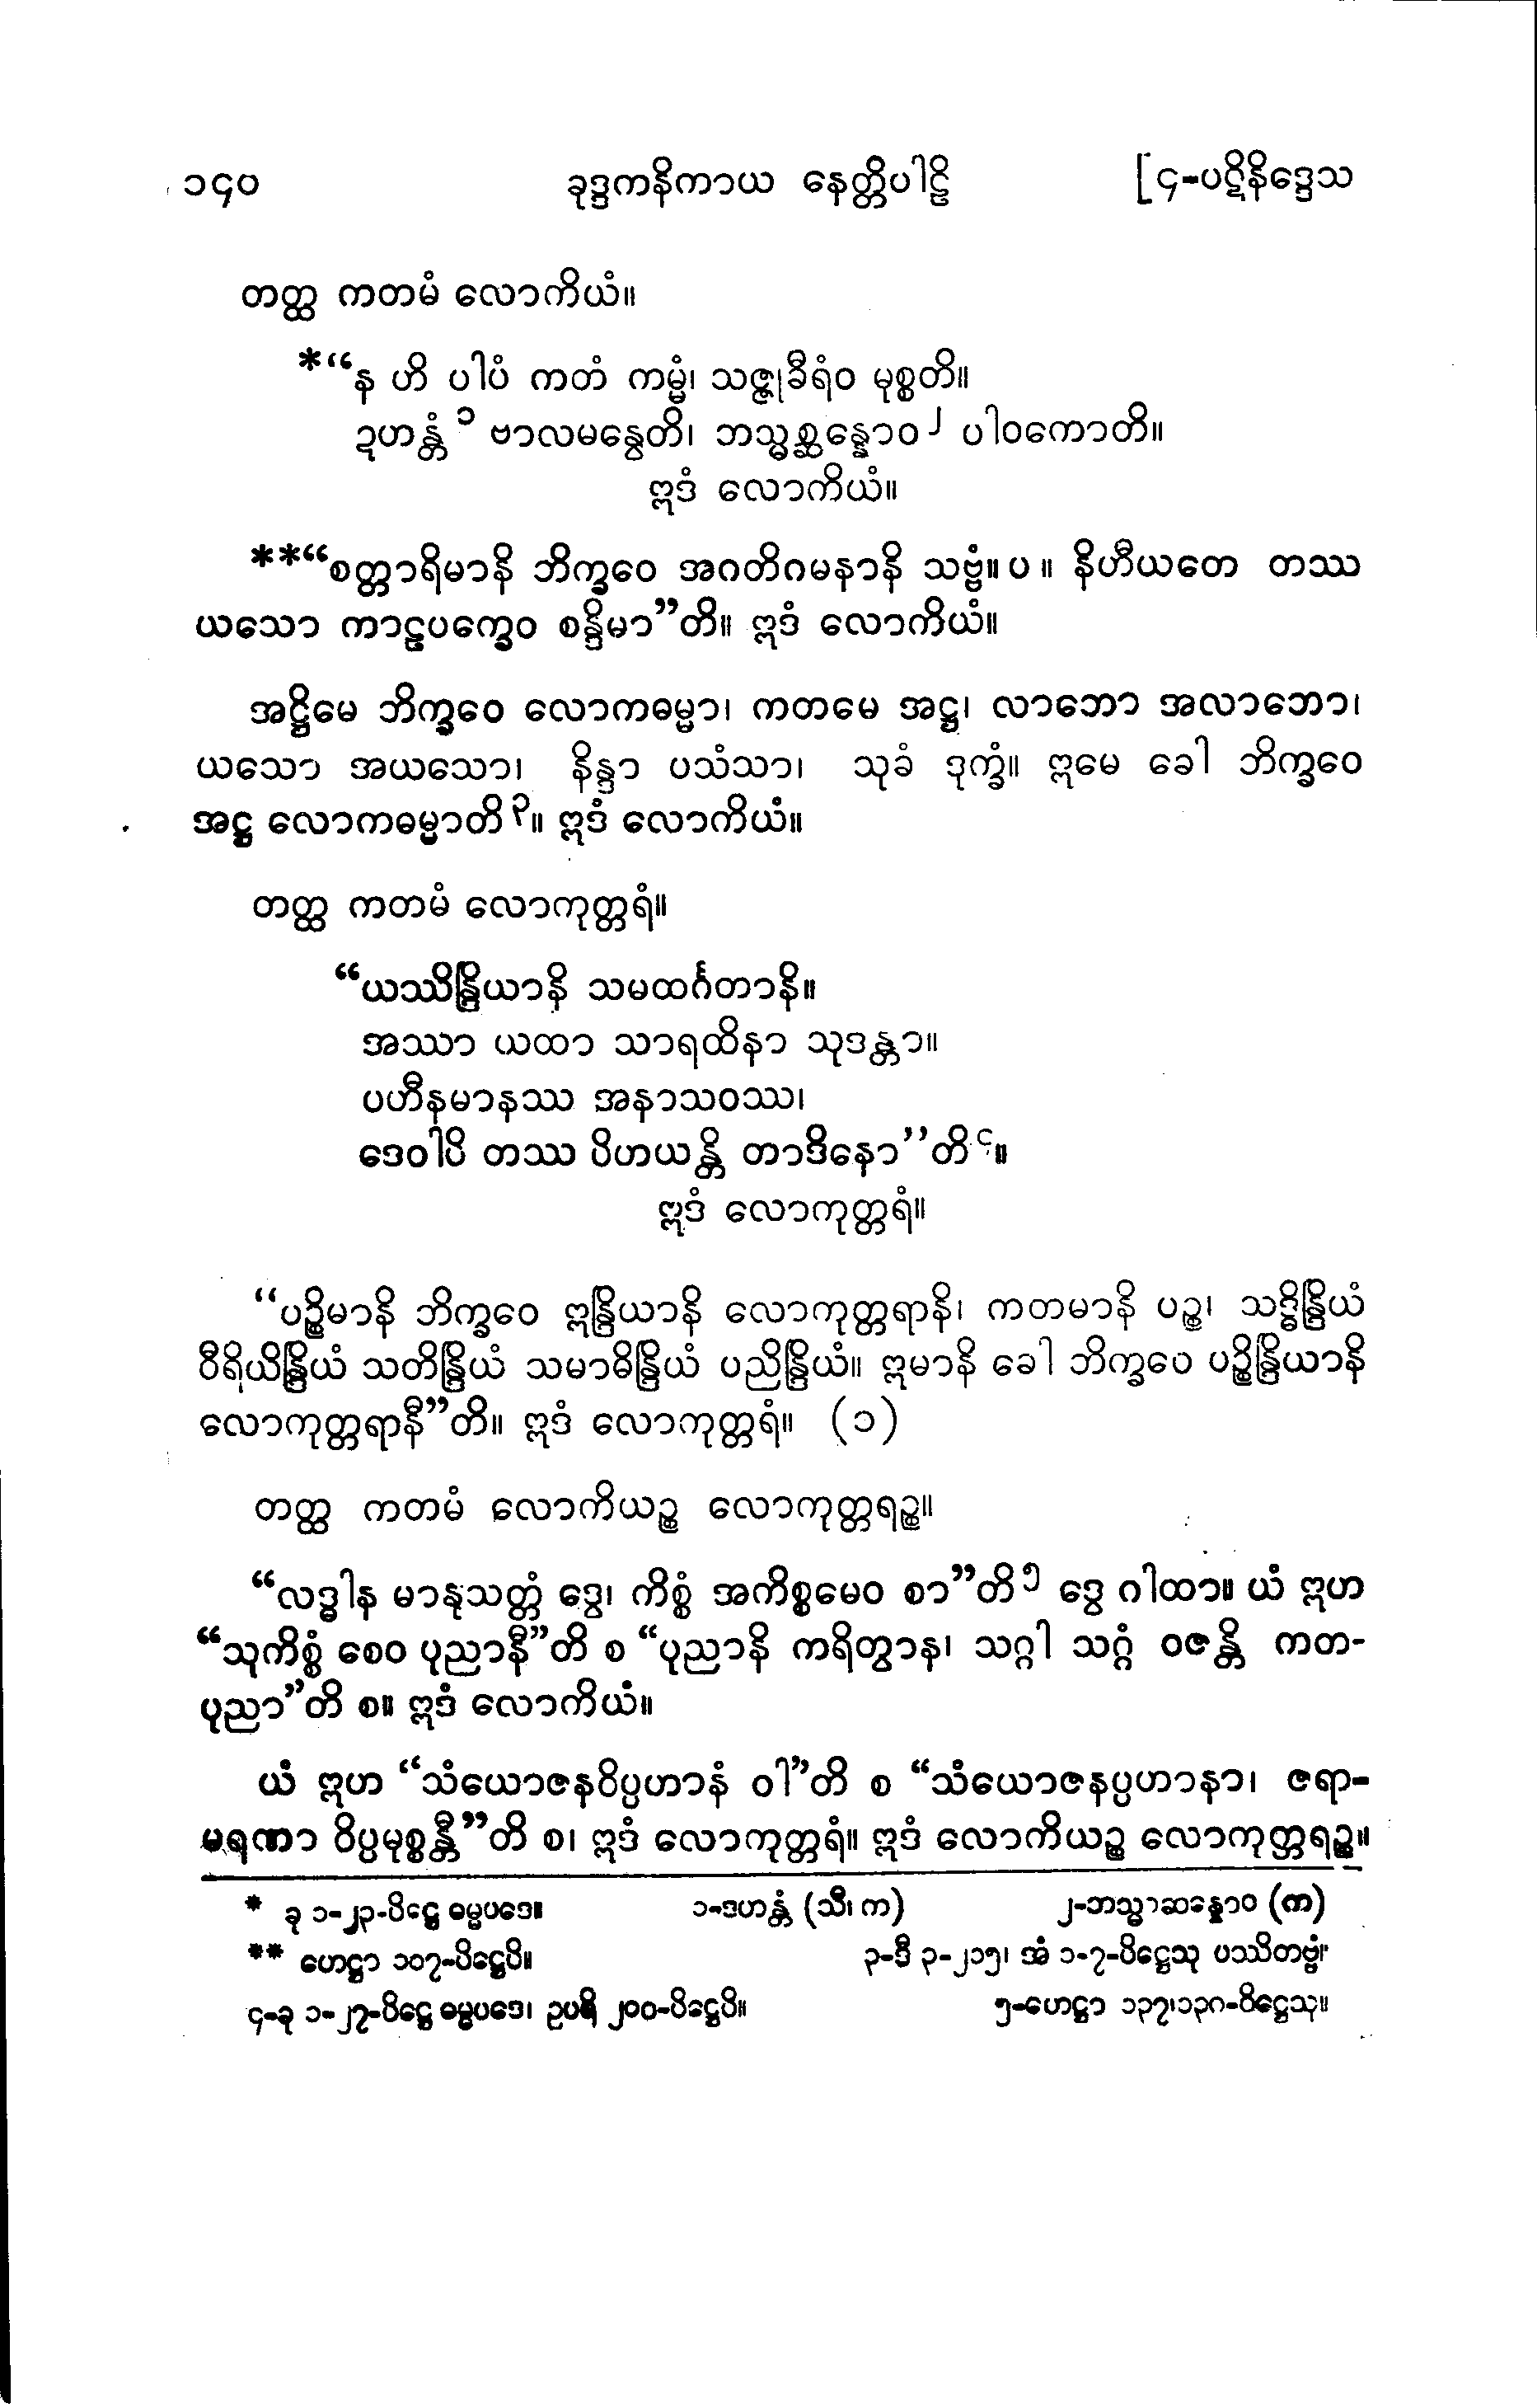 ၁၄၀ ခုဒ္ဒကနိကာယ နေတ္တိပါဠိ [၄-ပဋိနိဒ္ဒေသ
တတ္ထ ကတမံ လောကိယံ။
*“န ဟိ ပါပံ ကတံ ကမ္မံ၊ သဇ္ဇုခီရံဝ မုစ္စတိ။
ဍဟန္တံ ၁ ဗာလမန္ဝေတိ၊ ဘသ္မစ္ဆန္နောဝ ၂ ပါဝကောတိ။
ဣဒံ လောကိယံ။
**“စတ္တာရိမာနိ ဘိက္ခဝေ အဂတိဂမနာနိ သဗ္ဗံ။ ပ ။ နိဟီယတေ တဿ
ယသော ကာဠပက္ခေဝ စန္ဒိမာ”တိ။ ဣဒံ လောကိယံ။
အဋ္ဌိမေ ဘိက္ခဝေ လောကဓမ္မာ၊ ကတမေ အဋ္ဌ၊ လာဘော အလာဘော၊
ယသော အယသော၊ နိန္ဒာ ပသံသာ၊ သုခံ ဒုက္ခံ။ ဣမေ ခေါ ဘိက္ခဝေ
အဋ္ဌ လောကဓမ္မာတိ ၃။ ဣဒံ လောကိယံ။
တတ္ထ ကတမံ လောကုတ္တရံ။
“ယဿိန္ဒြိယာနိ သမထင်္ဂတာနိ။
အဿာ ယထာ သာရထိနာ သုဒန္တာ။
ပဟီနမာနဿ အနာသဝဿ၊
ဒေဝါပိ တဿ ပိဟယန္တိ တာဒိနော’’တိ ၄။
ဣဒံ လောကုတ္တရံ။
“ပဉ္စိမာနိ ဘိက္ခဝေ ဣန္ဒြိယာနိ လောကုတ္တရာနိ၊ ကတမာနိ ပဉ္စ၊ သဒ္ဓိန္ဒြိယံ
ဝီရိယိန္ဒြိယံ သတိန္ဒြိယံ သမာဓိန္ဒြိယံ ပညိန္ဒြိယံ။ ဣမာနိ ခေါ ဘိက္ခဝေ ပဉ္စိန္ဒြိယာနိ
လောကုတ္တရာနီ”တိ။ ဣဒံ လောကုတ္တရံ။ (၁)
တတ္ထ ကတမံ လောကိယဉ္စ လောကုတ္တရဉ္စ။
“လဒ္ဓါန မာနုသတ္တံ ဒွေ၊ ကိစ္စံ အကိစ္စမေဝ စာ”တိ ၅ ဒွေ ဂါထာ။ ယံ ဣဟ
“သုကိစ္စံ စေဝ ပုညာနီ”တိ စ “ပုညာနိ ကရိတွာန၊ သဂ္ဂါ သဂ္ဂံ ဝဇန္တိ ကတ-
ပုညာ”တိ စ။ ဣဒံ လောကိယံ။
ယံ ဣဟ “သံယောဇနဝိပ္ပဟာနံ ဝါ”တိ စ “သံယောဇနပ္ပဟာနာ၊ ဇရာ-
မရဏာ ဝိပ္ပမုစ္စန္တီ”တိ စ၊ ဣဒံ လောကုတ္တရံ။ ဣဒံ လောကိယဉ္စ လောကုတ္တရဉ္စ။
* ခု ၁-၂၃-ပိဋ္ဌေ ဓမ္မပဒေ။ ၁-ဒဟန္တံ (သီ၊ က) ၂-ဘသ္မာဆန္နောဝ (က)
** ဟေဋ္ဌာ ၁၀၇-ပိဋ္ဌေပိ။ ၃-ဒီ ၃-၂၁၅၊ အံ ၁-၇-ပိဋ္ဌေသု ပဿိတဗ္ဗံ။
၄-ခု ၁-၂၇-ပိဋ္ဌေ ဓမ္မပဒေ၊ ဥပရိ ၂၀၀-ပိဋ္ဌေပိ။ ၅-ဟေဋ္ဌာ ၁၃၇၊၁၃ဂ-ပိဋ္ဌေသု။